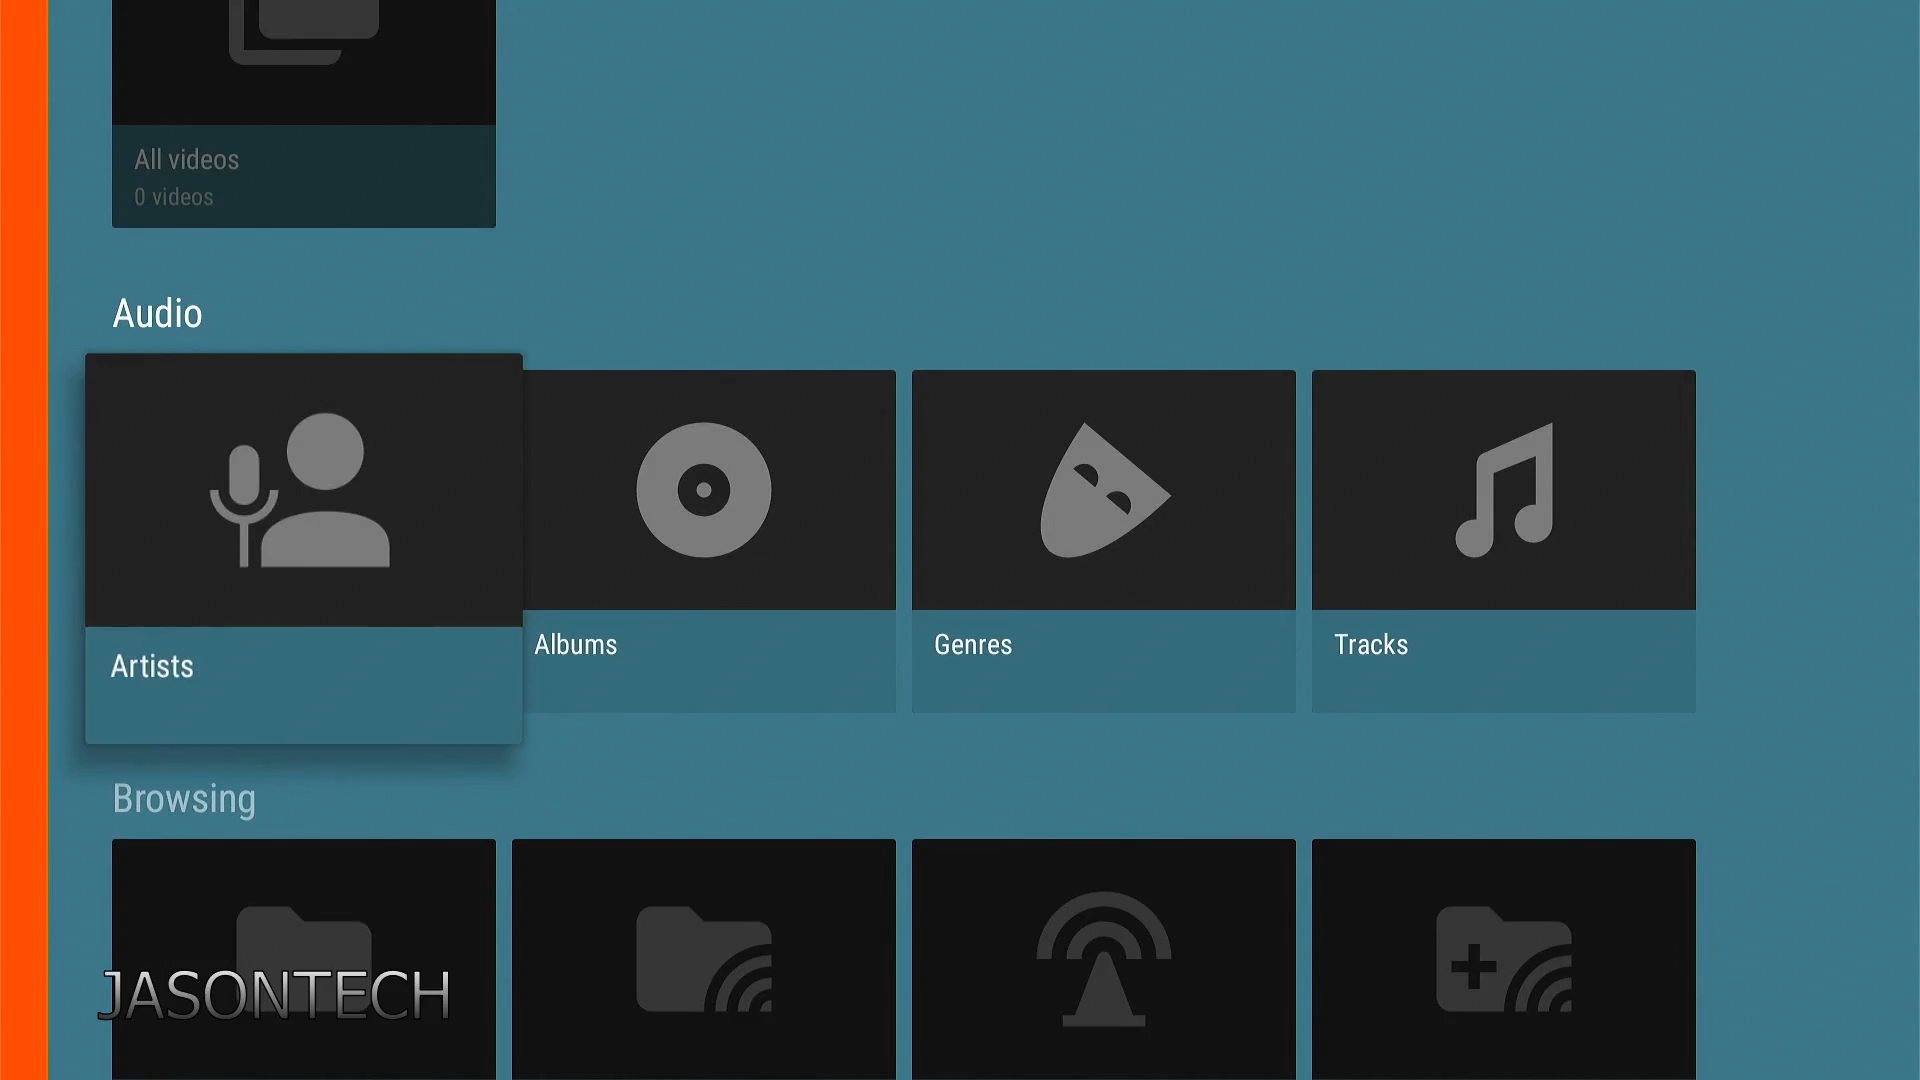 All videos
0 videos
Audio
Artists
Albums
Genres
Tracks
Browsing
JASONTECH